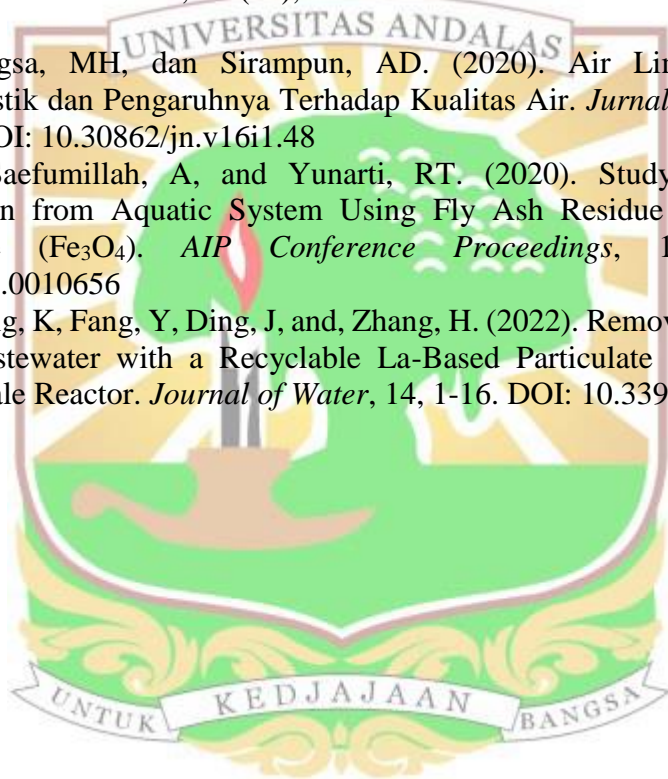 UNIVERSITAS ANDALAS
gsa, MH, dan Sirampun, AD. (2020). Air Lim
stik dan Pengaruhnya Terhadap Kualitas Air. Jurnal
OI: 10.30862/jn.v16i1.48
aefumillah, A, and Yunarti, RT. (2020). Study
n from Aquatic System Using Fly Ash Residue
(Fe₃O₄). AIP Conference Proceedings, 1
.0010656
g, K, Fang, Y, Ding, J, and, Zhang, H. (2022). Remov
stewater with a Recyclable La-Based Particulate
ale Reactor. Journal of Water, 14, 1-16. DOI: 10.339
UNTUK KEDJAJAAN BANGSA